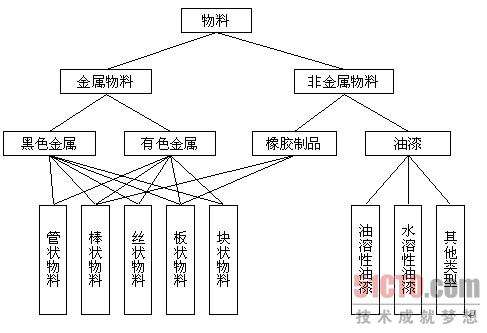 物料
金属物料
非金属物料
黑色金属
有色金属
橡胶制品
油漆
管状物料
棒状物料
丝状物料
板状物料
块状物料
油溶性油漆
水溶性油漆
其他类型
51CTO.com
技术成就梦想